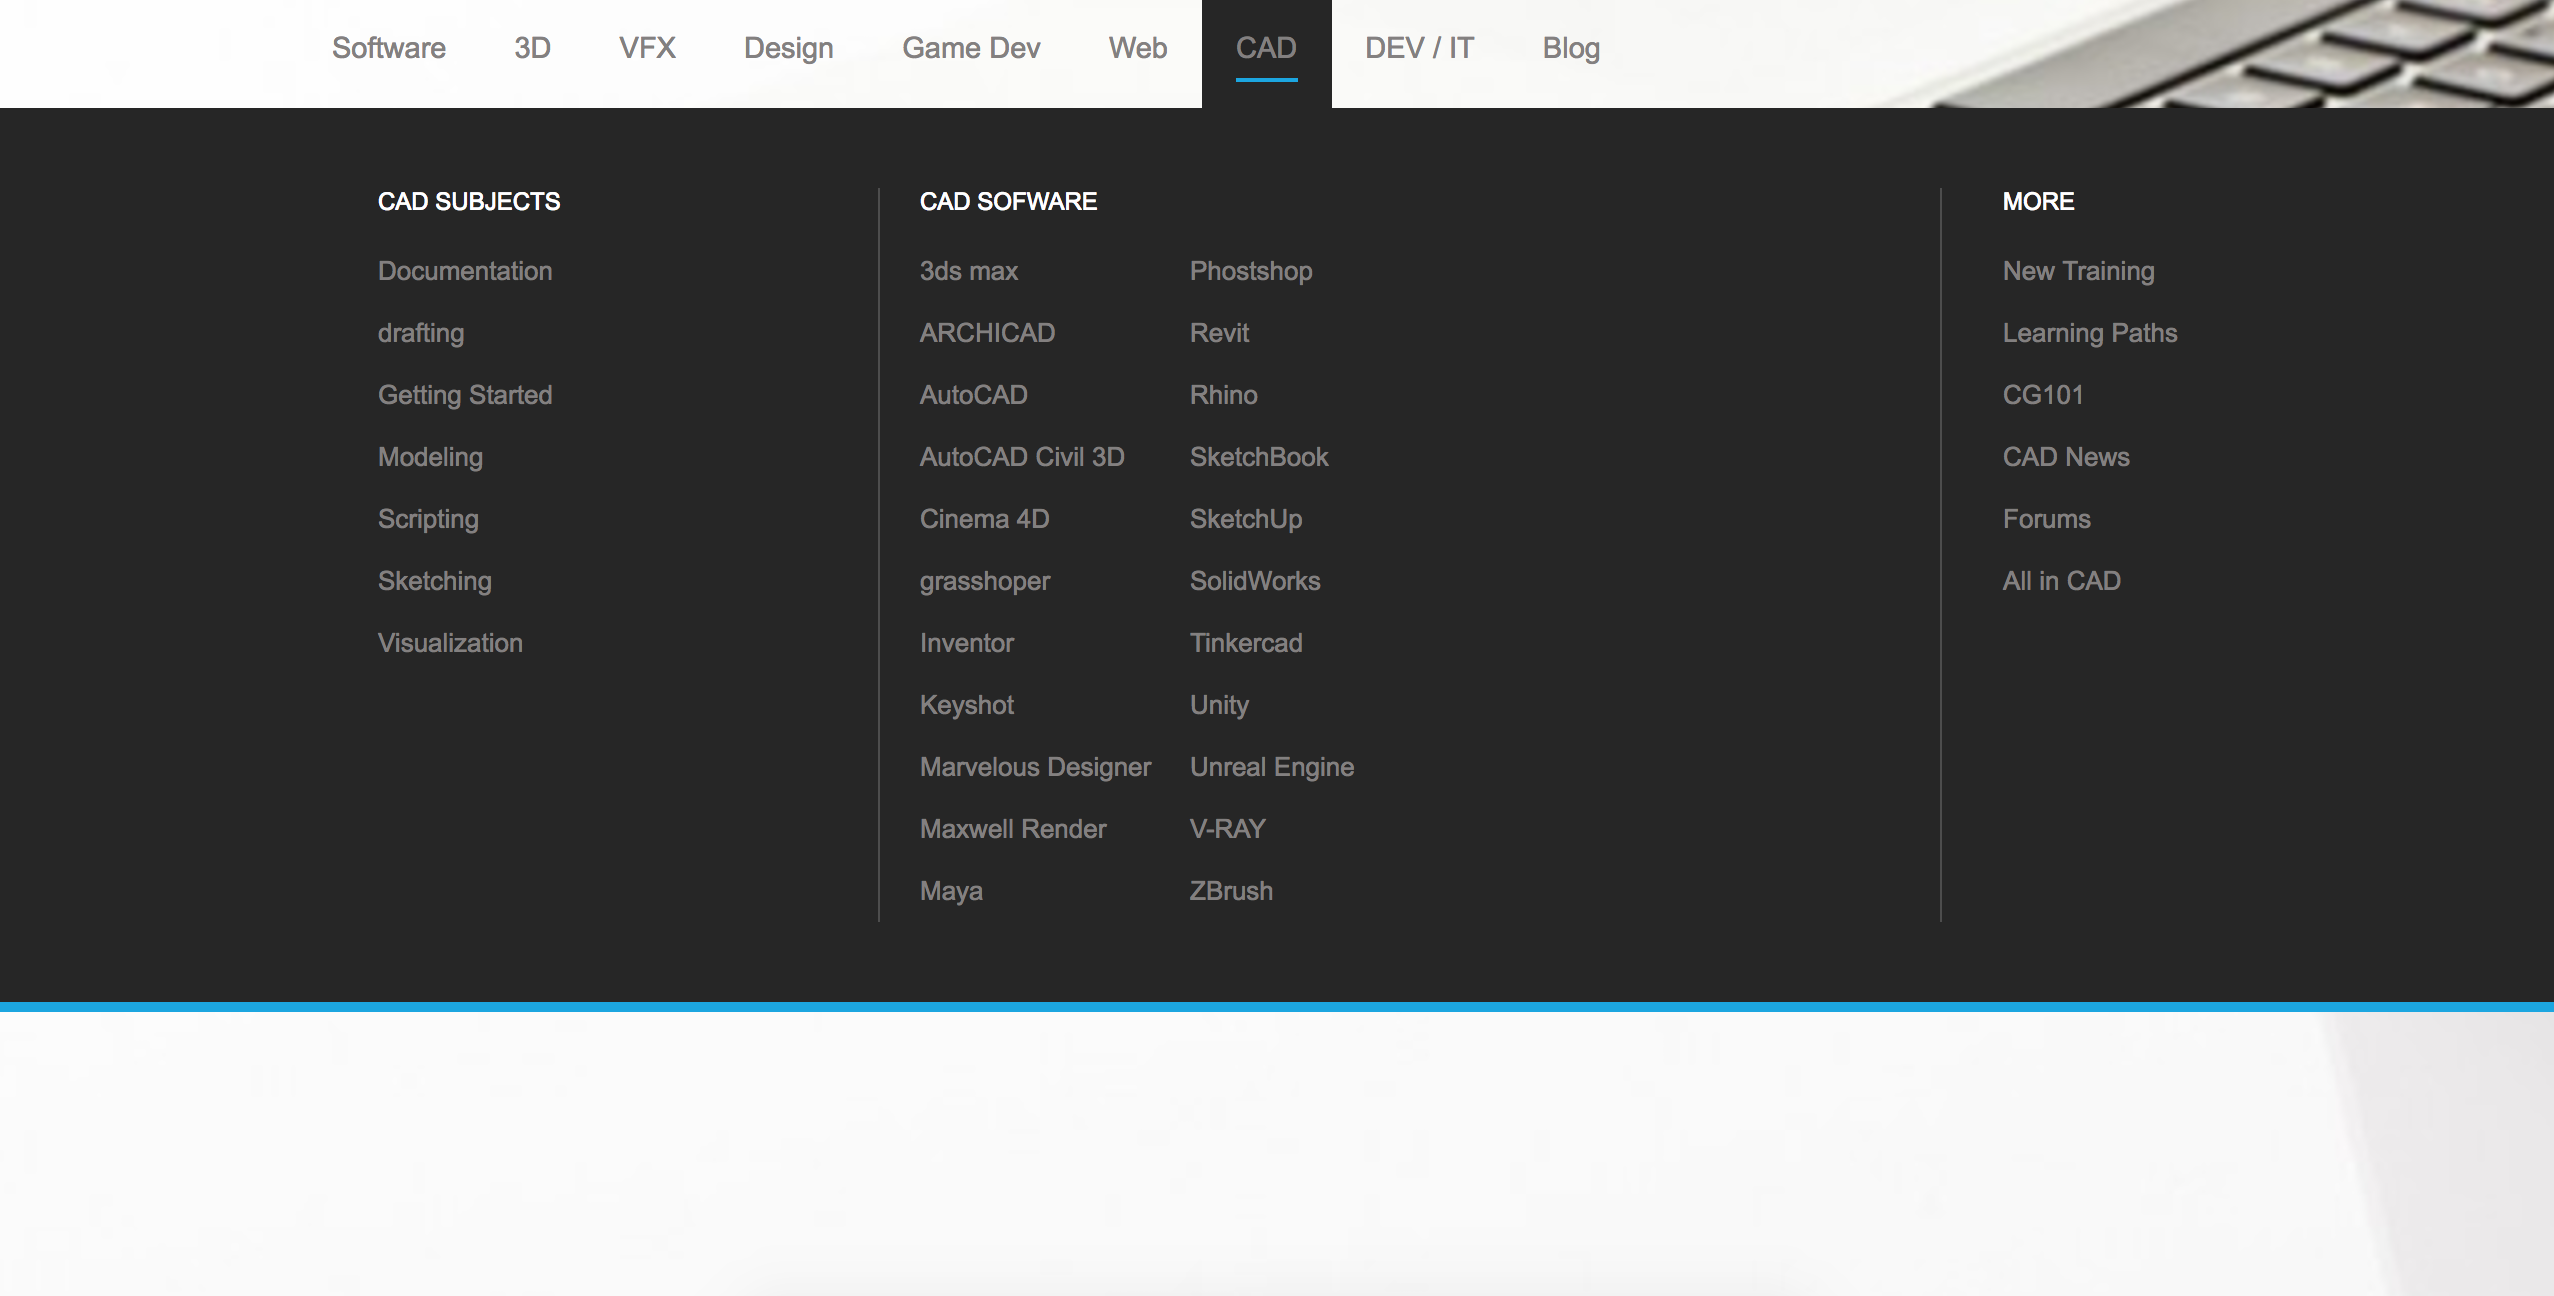 Software 3D VFX Design Game Dev Web CAD DEV / IT Blog
CAD SUBJECTS
Documentation
drafting
Getting Started
Modeling
Scripting
Sketching
Visualization
CAD SOFWARE
3ds max
ARCHICAD
AutoCAD
AutoCAD Civil 3D
Cinema 4D
grasshoper
Inventor
Keyshot
Marvelous Designer
Maxwell Render
Maya
Phostshop
Revit
Rhino
SketchBook
SketchUp
SolidWorks
Tinkercad
Unity
Unreal Engine
V-RAY
ZBrush
MORE
New Training
Learning Paths
CG101
CAD News
Forums
All in CAD